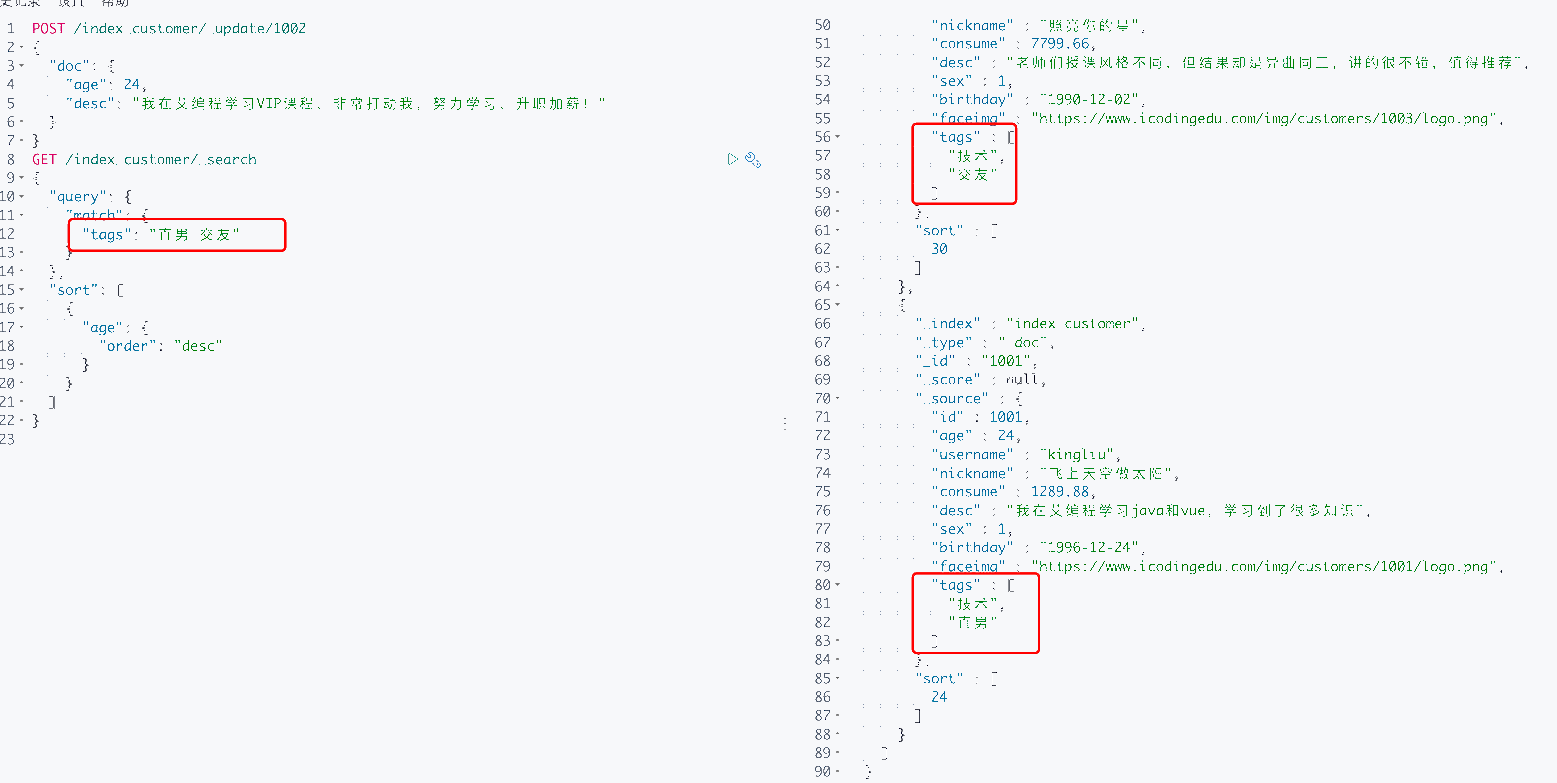 史记录 设置 帮助
1 POST /index_customer/_update/1002
2 {
3 "doc": {
4 "age": 24,
5 "desc": "我在艾编程学习VIP课程、非常打动我，努力学习、升职加薪！"
6 }
7 }
8 GET /index_customer/_search
9 {
10 "query": {
11 "match": {
12 "tags": "直男 交友"
13 }
14 },
15 "sort": [
16 {
17 "age": {
18 "order": "desc"
19 }
20 }
21 ]
22 }
23
50 "nickname" : "照亮你的星",
51 "consume" : 7799.66,
52 "desc" : "老师们授课风格不同，但结果却是异曲同工，讲的很不错，值得推荐",
53 "sex" : 1,
54 "birthday" : "1990-12-02",
55 "faceimg" : "https://www.icodingedu.com/img/customers/1003/logo.png",
56 "tags" : [
57 "技术",
58 "交友"
59 ]
60 },
61 "sort" : [
62 30
63 ]
64 },
65 {
66 "_index" : "index_customer",
67 "_type" : "_doc",
68 "_id" : "1001",
69 "_score" : null,
70 "_source" : {
71 "id" : 1001,
72 "age" : 24,
73 "username" : "kingliu",
74 "nickname" : "飞上天空做太阳",
75 "consume" : 1289.88,
76 "desc" : "我在艾编程学习java和vue，学习到了很多知识",
77 "sex" : 1,
78 "birthday" : "1996-12-24",
79 "faceimg" : "https://www.icodingedu.com/img/customers/1001/logo.png",
80 "tags" : [
81 "技术",
82 "直男"
83 ]
84 },
85 "sort" : [
86 24
87 ]
88 }
89 ]
90 }